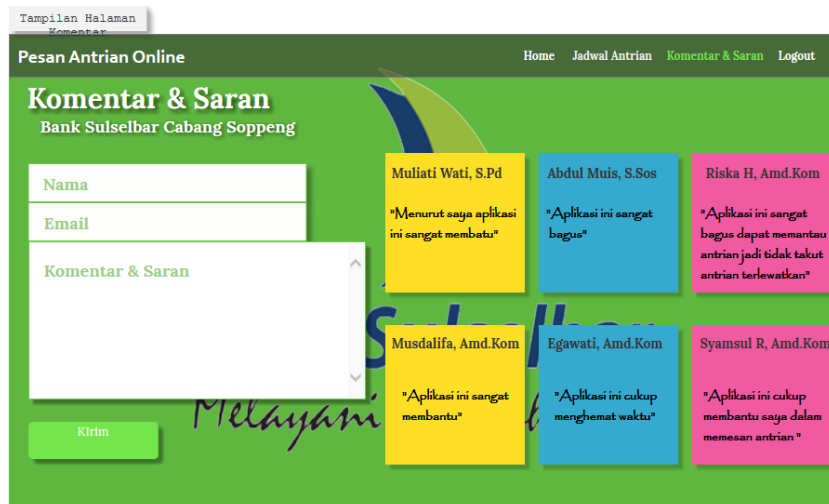 Tampilan Halaman
Komentar
Pesan Antrian Online
Home Jadwal Antrian Komentar & Saran Logout
Komentar & Saran
Bank Sulselbar Cabang Soppeng
Nama
Email
Komentar & Saran
KIrim
Muliati Wati, S.Pd
"Menurut saya aplikasi
ini sangat membatu"
Abdul Muis, S.Sos
"Aplikasi ini sangat
bagus"
Riska H, Amd.Kom
"Aplikasi ini sangat
bagus dapat memantau
antrian jadi tidak takut
antrian terlewatkan"
Musdalifa, Amd.Kom
"Aplikasi ini sangat
membantu"
Egawati, Amd.Kom
"Aplikasi ini cukup
menghemat waktu"
Syamsul R, Amd.Kom
"Aplikasi ini cukup
membantu saya dalam
memesan antrian "
Melayani